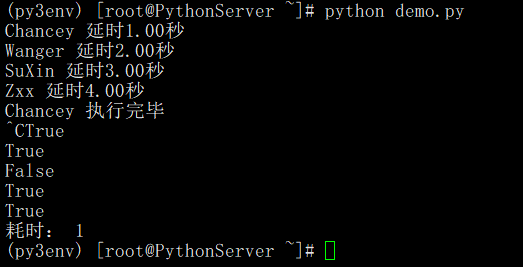 (py3env) [root@PythonServer ~]# python demo.py
Chancey 延时1.00秒
Wanger 延时2.00秒
SuXin 延时3.00秒
Zxx 延时4.00秒
Chancey 执行完毕
^CTrue
True
False
True
True
耗时： 1
(py3env) [root@PythonServer ~]#